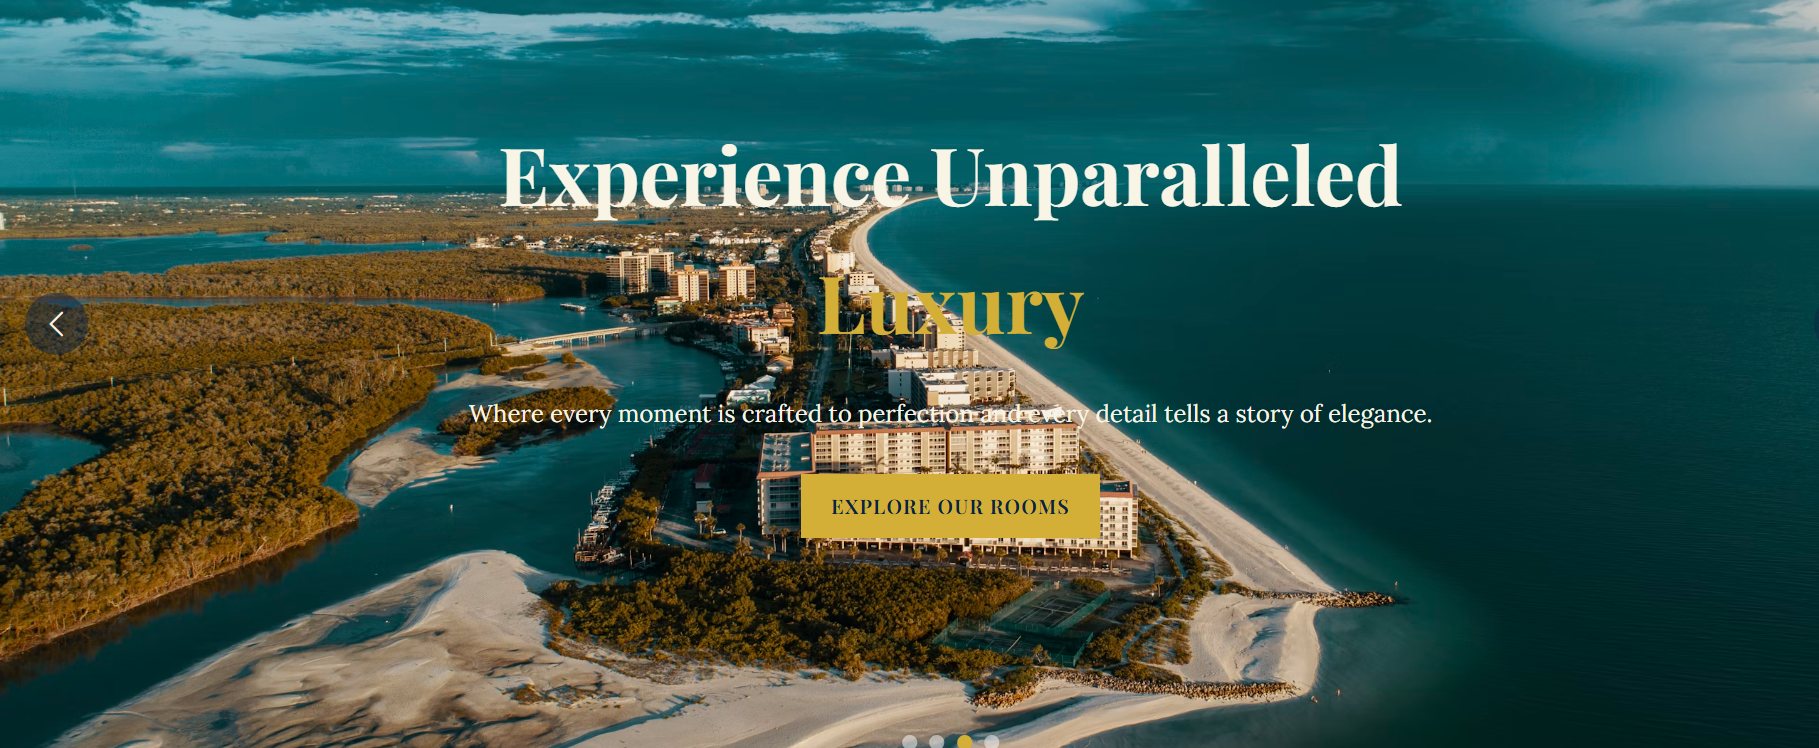 Experience Unparalleled
Luxury
Where every moment is crafted to perfection and every detail tells a story of elegance.
EXPLORE OUR ROOMS